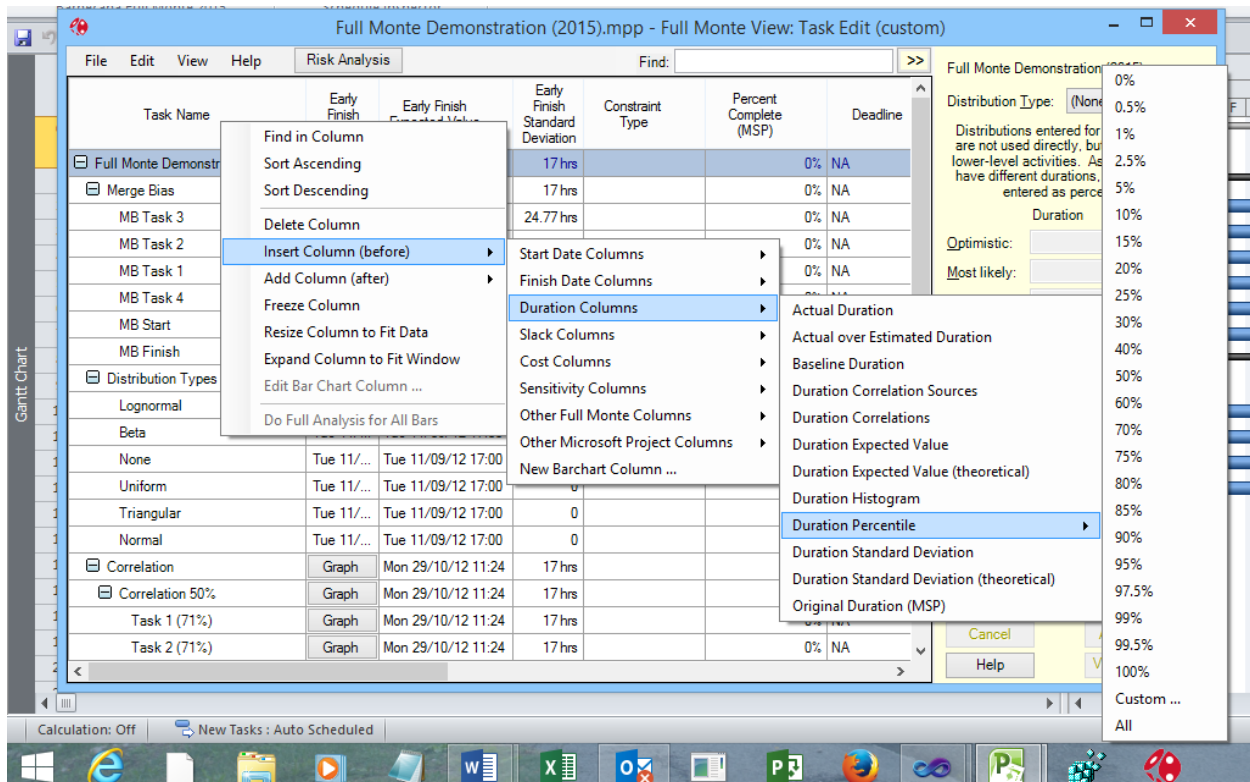 Full Monte Demonstration (2015).mpp - Full Monte View: Task Edit (custom)
File Edit View Help Risk Analysis Find: >>
Task Name
Early Finish
Early Finish
Early Finish Standard Deviation
Constraint Type
Percent Complete (MSP)
Deadline
Full Monte Demonstr 17 hrs 0% NA
Merge Bias 17 hrs 0% NA
MB Task 3 24.77 hrs 0% NA
MB Task 2 0% NA
MB Task 1 0% NA
MB Task 4
MB Start
MB Finish
Distribution Types
Lognormal
Beta
None Tue 11/... Tue 11/09/12 17:00
Uniform Tue 11/... Tue 11/09/12 17:00 0
Triangular Tue 11/... Tue 11/09/12 17:00 0
Normal Tue 11/... Tue 11/09/12 17:00 0
Correlation Graph Mon 29/10/12 11:24 17 hrs
Correlation 50% Graph Mon 29/10/12 11:24 17 hrs
Task 1 (71%) Graph Mon 29/10/12 11:24 17 hrs
Task 2 (71%) Graph Mon 29/10/12 11:24 17 hrs 0% NA
Find in Column
Sort Ascending
Sort Descending
Delete Column
Insert Column (before)
Add Column (after)
Freeze Column
Resize Column to Fit Data
Expand Column to Fit Window
Edit Bar Chart Column ...
Do Full Analysis for All Bars
Start Date Columns
Finish Date Columns
Duration Columns
Slack Columns
Cost Columns
Sensitivity Columns
Other Full Monte Columns
Other Microsoft Project Columns
New Barchart Column ...
Actual Duration
Actual over Estimated Duration
Baseline Duration
Duration Correlation Sources
Duration Correlations
Duration Expected Value
Duration Expected Value (theoretical)
Duration Histogram
Duration Percentile
Duration Standard Deviation
Duration Standard Deviation (theoretical)
Original Duration (MSP)
0%
0.5%
1%
2.5%
5%
10%
15%
20%
25%
30%
40%
50%
60%
70%
75%
80%
85%
90%
95%
97.5%
99%
99.5%
100%
Custom ...
All
Full Monte Demonstration
Distribution Type: (None
Distributions entered for
are not used directly, bu
lower-level activities. As
have different durations,
entered as perce
Duration
Optimistic:
Most likely:
Cancel
Help
Gantt Chart
Calculation: Off New Tasks : Auto Scheduled